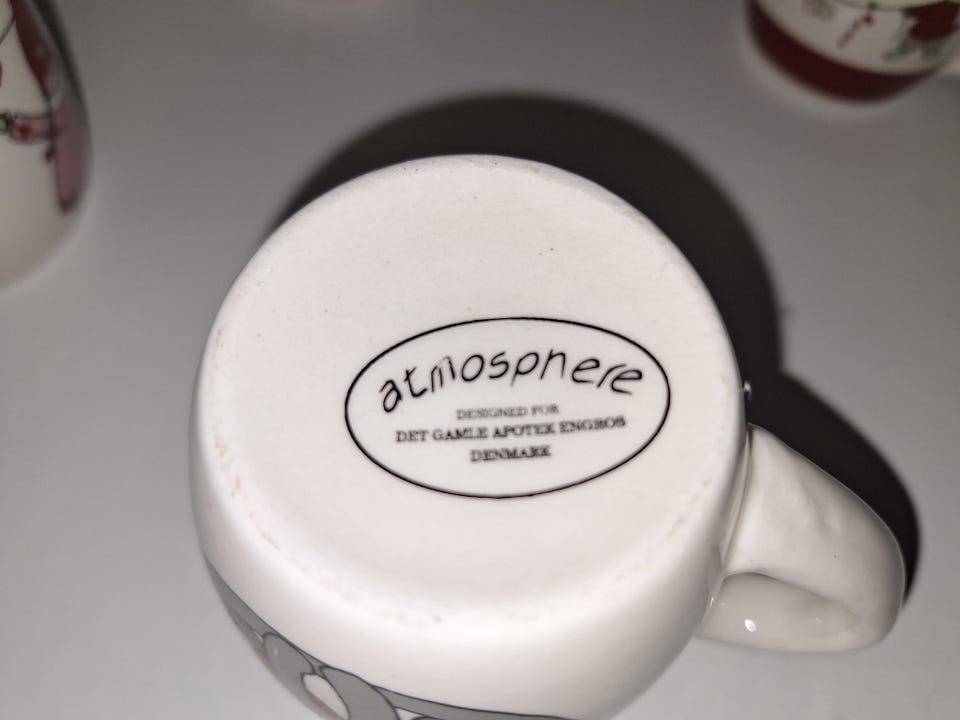 atmosphere
DESIGNED FOR
DET GAMLE APOTEK ENGROS
DENMARK